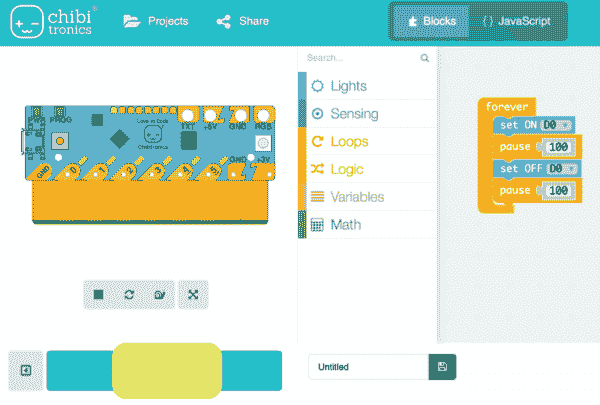 chibi
tronics
Projects
Share
Blocks
{} JavaScript
Search...
Lights
Sensing
Loops
Logic
Variables
Math
forever
set ON D0
pause 100
set OFF D0
pause 100
PROG
TXT +5V GND RGB
Love to Code
Chibitronics
GND 0 1 2 3 4 5
GND +3V
Untitled